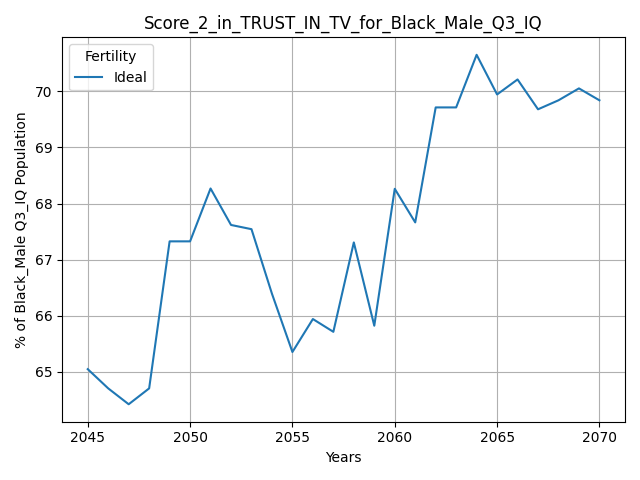 Score_2_in_TRUST_IN_TV_for_Black_Male_Q3_IQ
Fertility
Ideal
% of Black_Male Q3_IQ Population
70
69
68
67
66
65
2045
2050
2055
2060
2065
2070
Years